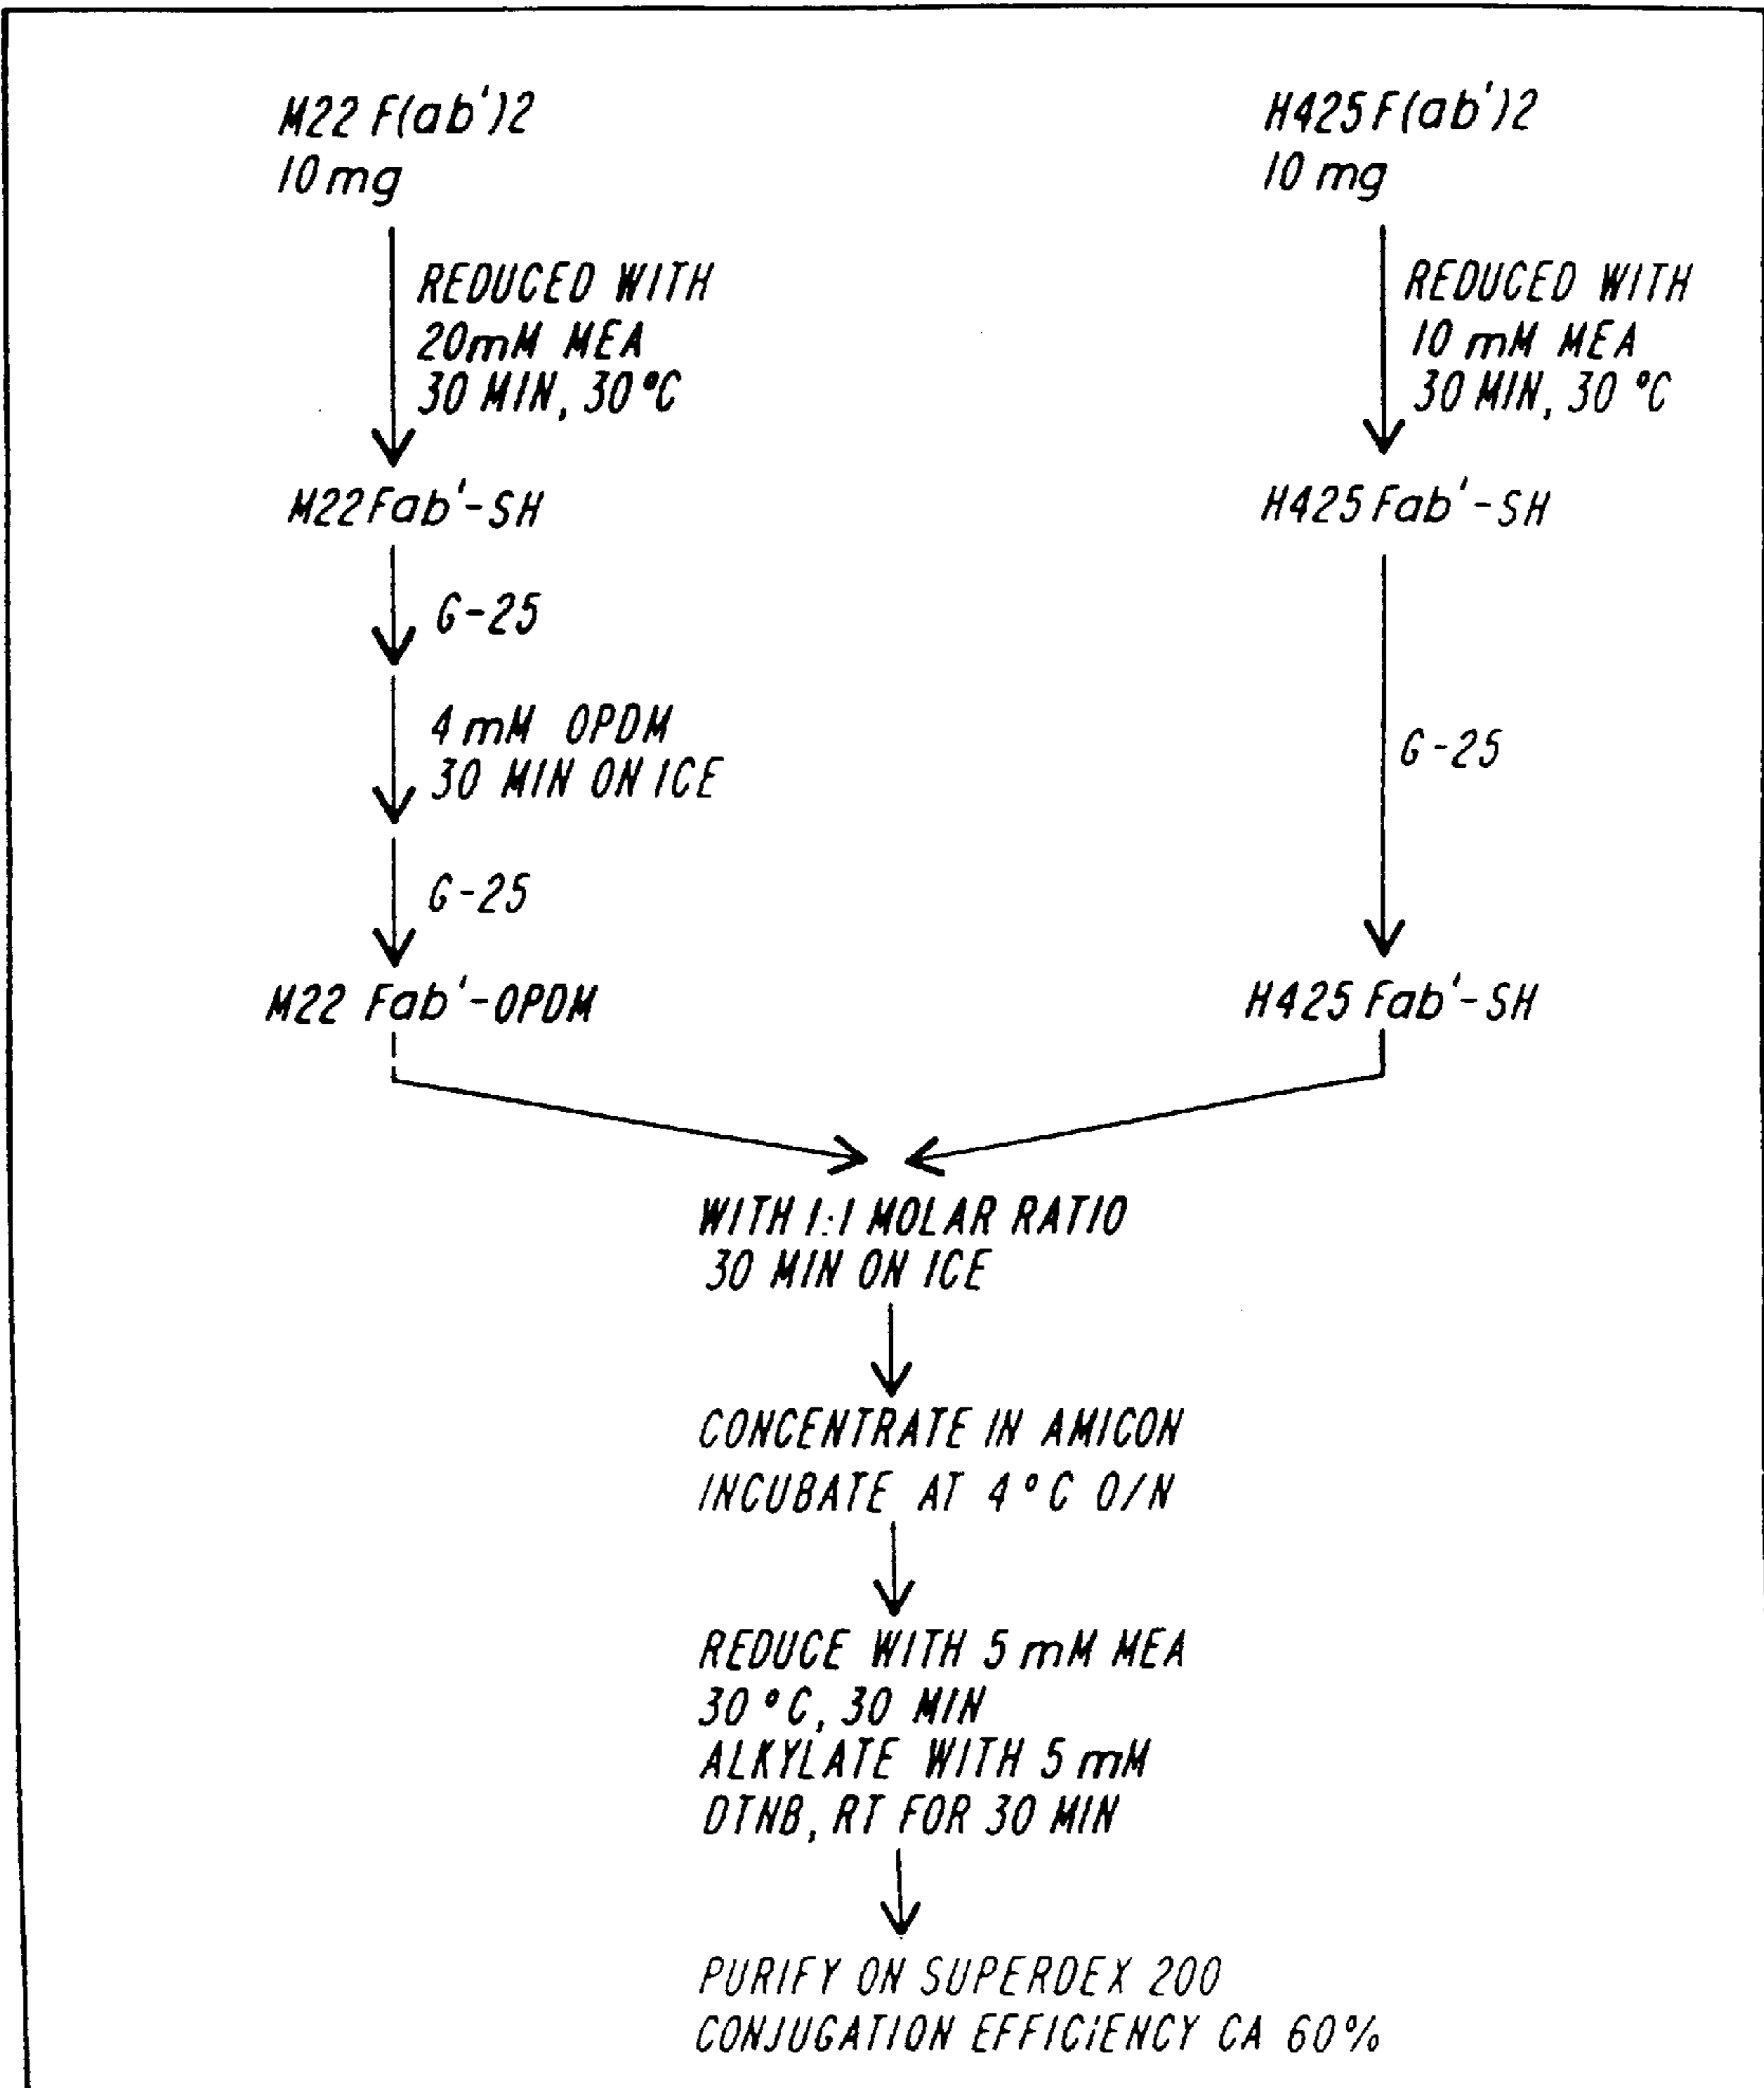 M22 F(ab')2
10 mg
REDUCED WITH
20mM MEA
30 MIN, 30°C
M22Fab'-SH
G-25
4 mM OPDM
30 MIN ON ICE
G-25
M22 Fab'-OPDM
H425F(ab')2
10 mg
REDUCED WITH
10 mM MEA
30 MIN, 30 °C
H425 Fab'-SH
G-25
H425 Fab'-SH
WITH 1:1 MOLAR RATIO
30 MIN ON ICE
CONCENTRATE IN AMICON
INCUBATE AT 4°C O/N
REDUCE WITH 5 mM MEA
30°C, 30 MIN
ALKYLATE WITH 5 mM
DTNB, RT FOR 30 MIN
PURIFY ON SUPERDEX 200
CONJUGATION EFFICIENCY CA 60%